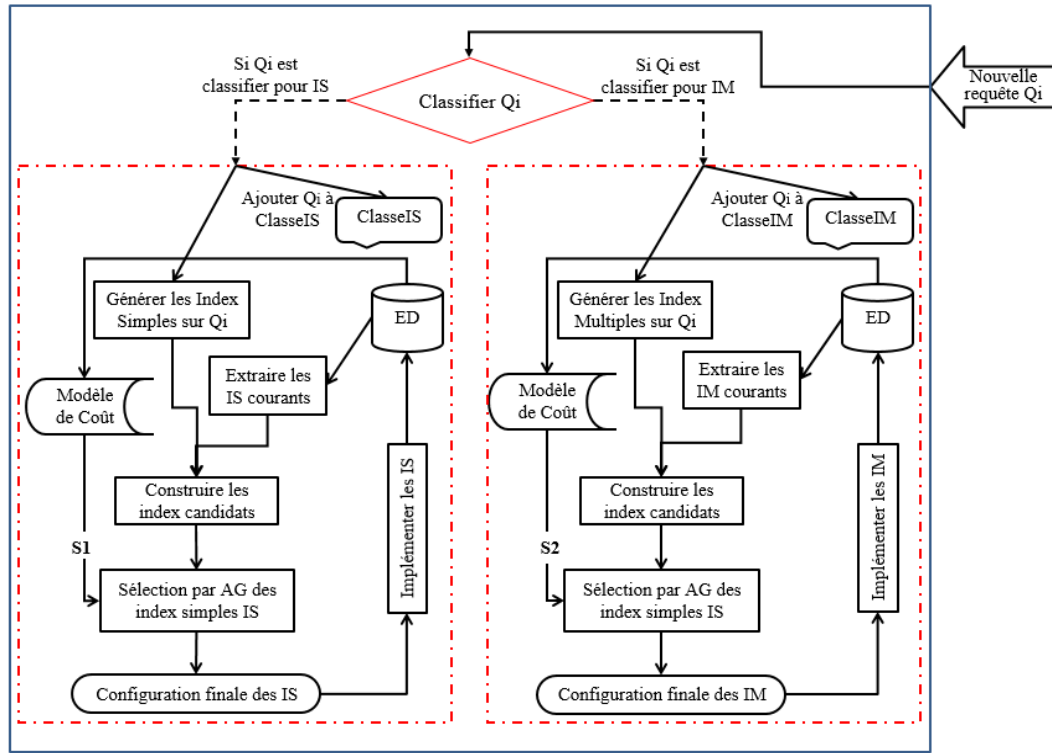 Si Qi est
classifier pour IS
Classifier Qi
Si Qi est
classifier pour IM
Nouvelle
requête Qi
Ajouter Qi à
ClasseIS
ClasseIS
Générer les Index
Simples sur Qi
ED
Extraire les
IS courants
Modèle
de Coût
Implémenter les IS
Construire les
index candidats
S1
Sélection par AG des
index simples IS
Configuration finale des IS
Ajouter Qi à
ClasseIM
ClasseIM
Générer les Index
Multiples sur Qi
ED
Extraire les
IM courants
Modèle
de Coût
Implémenter les IM
Construire les
index candidats
S2
Sélection par AG des
index simples IS
Configuration finale des IM